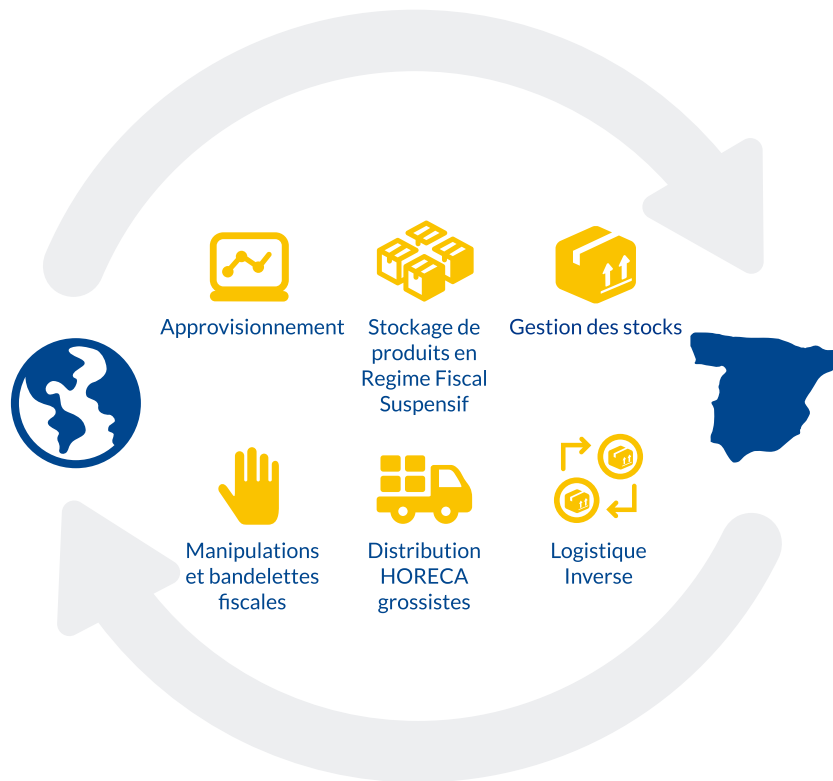 Approvisionnement
Stockage de
produits en
Regime Fiscal
Suspensif
Gestion des stocks
Manipulations
et bandelettes
fiscales
Distribution
HORECA
grossistes
Logistique
Inverse